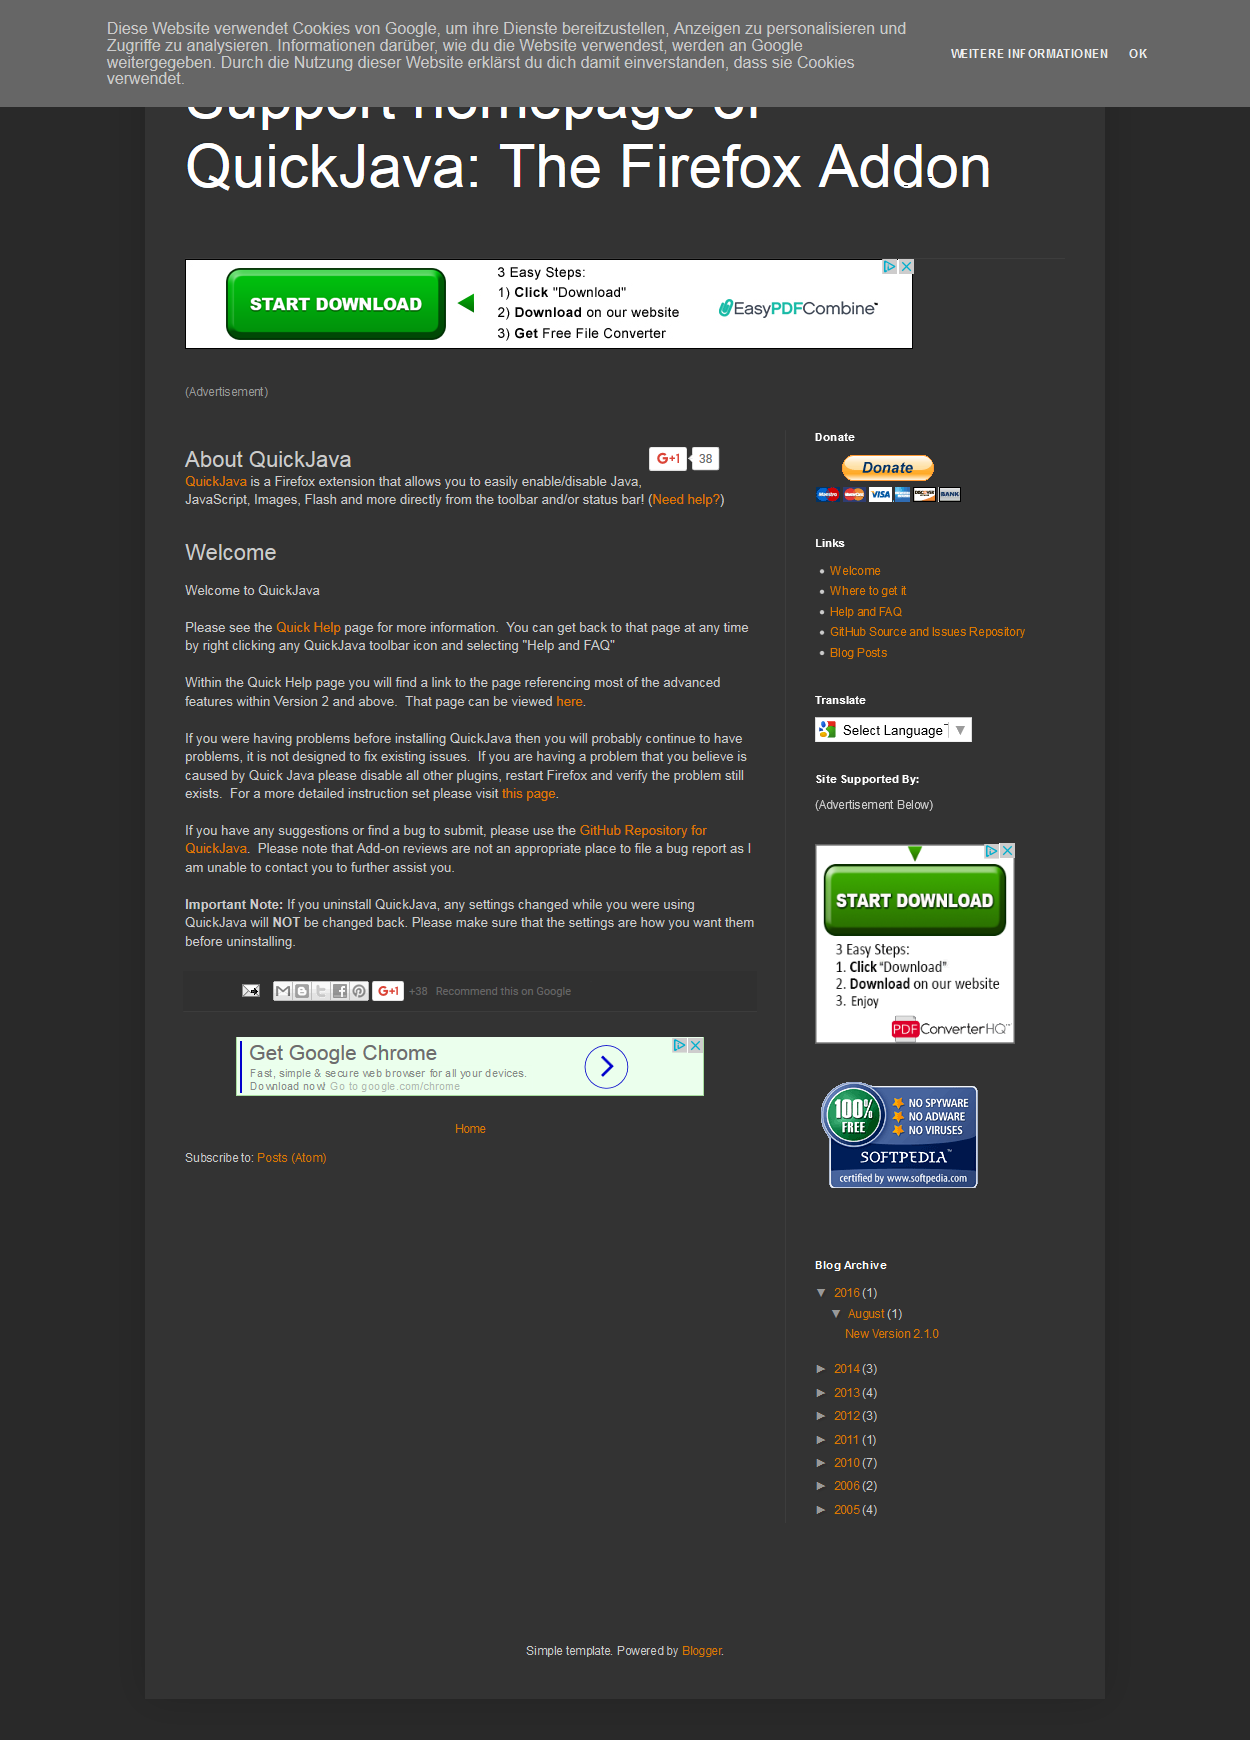 Diese Website verwendet Cookies von Google, um ihre Dienste bereitzustellen, Anzeigen zu personalisieren und
Zugriffe zu analysieren. Informationen darüber, wie du die Website verwendest, werden an Google
weitergegeben. Durch die Nutzung dieser Website erklärst du dich damit einverstanden, dass sie Cookies
verwendet.
WEITERE INFORMATIONEN OK
Support homepage of
QuickJava: The Firefox Addon
START DOWNLOAD
3 Easy Steps:
1) Click "Download"
2) Download on our website
3) Get Free File Converter
EasyPDFCombine™
(Advertisement)
About QuickJava
G+1 38
QuickJava is a Firefox extension that allows you to easily enable/disable Java,
JavaScript, Images, Flash and more directly from the toolbar and/or status bar! (Need help?)
Welcome
Welcome to QuickJava
Please see the Quick Help page for more information.  You can get back to that page at any time
by right clicking any QuickJava toolbar icon and selecting "Help and FAQ"
Within the Quick Help page you will find a link to the page referencing most of the advanced
features within Version 2 and above.  That page can be viewed here.
If you were having problems before installing QuickJava then you will probably continue to have
problems, it is not designed to fix existing issues.  If you are having a problem that you believe is
caused by Quick Java please disable all other plugins, restart Firefox and verify the problem still
exists.  For a more detailed instruction set please visit this page.
If you have any suggestions or find a bug to submit, please use the GitHub Repository for
QuickJava.  Please note that Add-on reviews are not an appropriate place to file a bug report as I
am unable to contact you to further assist you.
Important Note: If you uninstall QuickJava, any settings changed while you were using
QuickJava will NOT be changed back. Please make sure that the settings are how you want them
before uninstalling.
G+1 +38 Recommend this on Google
Get Google Chrome
Fast, simple & secure web browser for all your devices.
Download now! Go to google.com/chrome
Home
Subscribe to: Posts (Atom)
Donate
Donate
Maestro MasterCard VISA DISCOVER BANK
Links
Welcome
Where to get it
Help and FAQ
GitHub Source and Issues Repository
Blog Posts
Translate
Select Language ▼
Site Supported By:
(Advertisement Below)
START DOWNLOAD
3 Easy Steps:
1. Click "Download"
2. Download on our website
3. Enjoy
PDF ConverterHQ™
100% FREE
NO SPYWARE
NO ADWARE
NO VIRUSES
SOFTPEDIA™
certified by www.softpedia.com
Blog Archive
▼ 2016 (1)
▼ August (1)
New Version 2.1.0
► 2014 (3)
► 2013 (4)
► 2012 (3)
► 2011 (1)
► 2010 (7)
► 2006 (2)
► 2005 (4)
Simple template. Powered by Blogger.